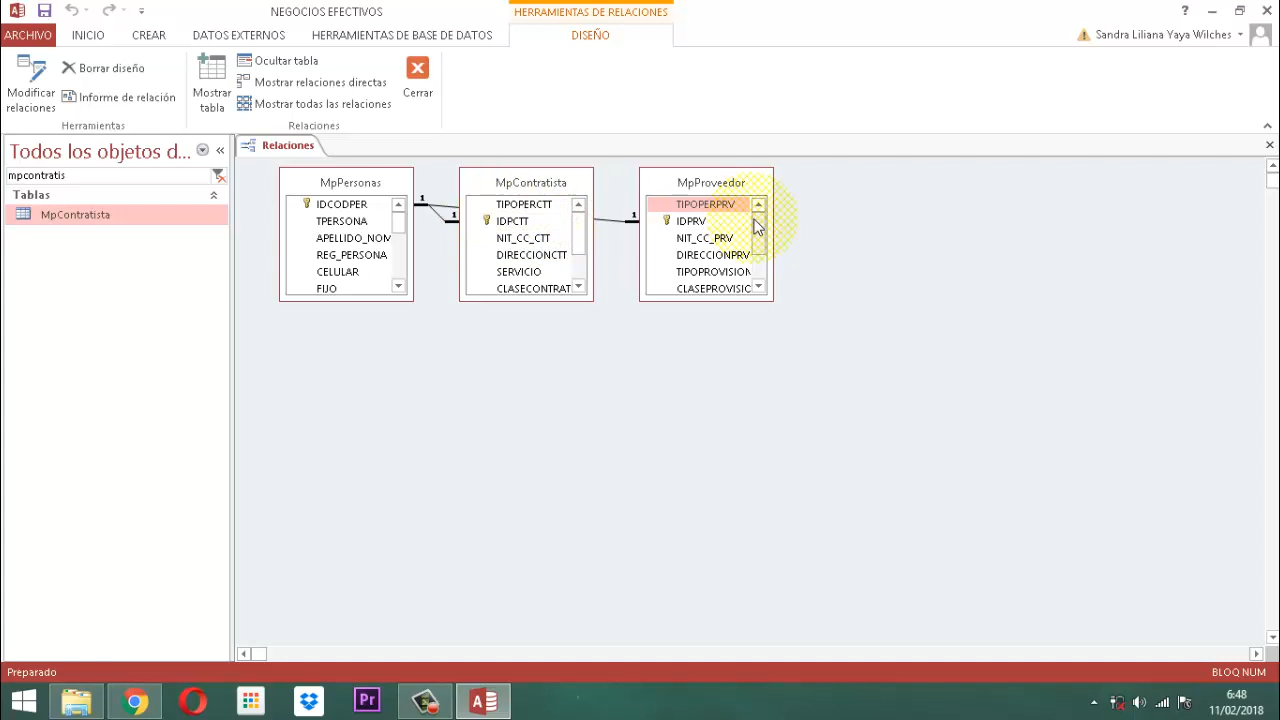 NEGOCIOS EFECTIVOS
HERRAMIENTAS DE RELACIONES
?
ARCHIVO
INICIO
CREAR
DATOS EXTERNOS
HERRAMIENTAS DE BASE DE DATOS
DISEÑO
Sandra Liliana Yaya Wilches
Modificar
relaciones
Borrar diseño
Informe de relación
Herramientas
Mostrar
tabla
Ocultar tabla
Mostrar relaciones directas
Mostrar todas las relaciones
Relaciones
Cerrar
Todos los objetos d...
mpcontratis
Tablas
MpContratista
Relaciones
MpPersonas
IDCODPER
TPERSONA
APELLIDO_NOM
REG_PERSONA
CELULAR
FIJO
1
1
MpContratista
TIPOPERCTT
IDPCTT
NIT_CC_CTT
DIRECCIONCTT
SERVICIO
CLASECONTRAT
1
MpProveedor
TIPOPERPRV
IDPRV
NIT_CC_PRV
DIRECCIONPRV
TIPOPROVISION
CLASEPROVISIC
Preparado
BLOQ NUM
Pr
6:48
11/02/2018